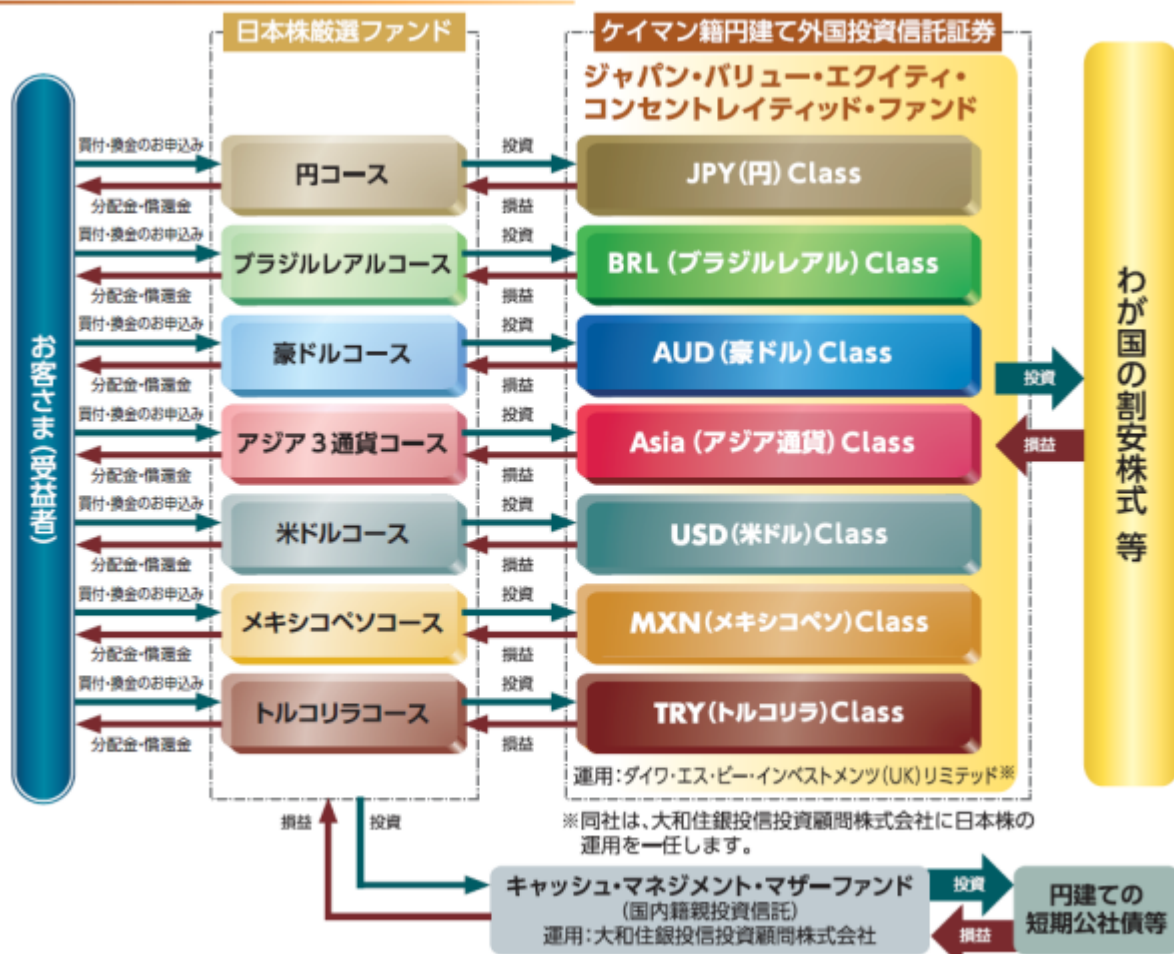 日本株厳選ファンド
ケイマン籍円建て外国投資信託証券
ジャパン・バリュー・エクイティ・
コンセントレイティッド・ファンド
お客さま(受益者)
買付・換金のお申込み
分配金・償還金
円コース
投資
損益
JPY(円)Class
買付・換金のお申込み
分配金・償還金
ブラジルレアルコース
投資
損益
BRL(ブラジルレアル)Class
買付・換金のお申込み
分配金・償還金
豪ドルコース
投資
損益
AUD(豪ドル)Class
買付・換金のお申込み
分配金・償還金
アジア3通貨コース
投資
損益
Asia(アジア通貨)Class
買付・換金のお申込み
分配金・償還金
米ドルコース
投資
損益
USD(米ドル)Class
買付・換金のお申込み
分配金・償還金
メキシコペソコース
投資
損益
MXN(メキシコペソ)Class
買付・換金のお申込み
分配金・償還金
トルコリラコース
投資
損益
TRY(トルコリラ)Class
投資
損益
わが国の割安株式 等
運用:ダイワ・エス・ビー・インベストメンツ(UK)リミテッド※
※同社は、大和住銀投信投資顧問株式会社に日本株の
運用を一任します。
損益
投資
キャッシュ・マネジメント・マザーファンド
(国内籍親投資信託)
運用:大和住銀投信投資顧問株式会社
投資
損益
円建ての
短期公社債等